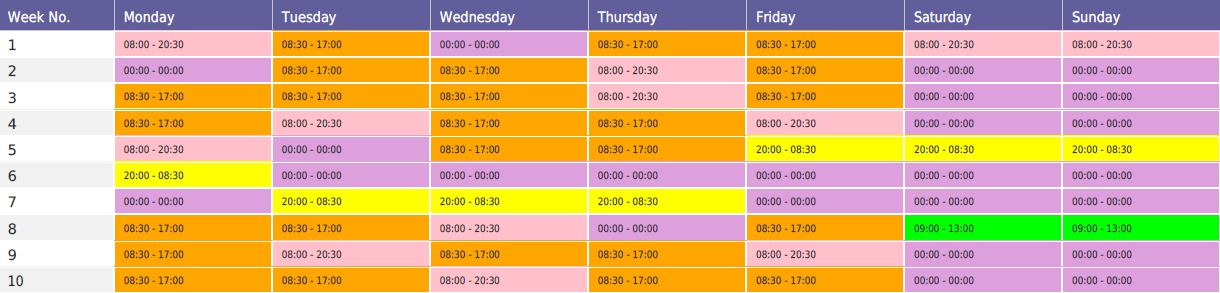 Week No. Monday Tuesday Wednesday Thursday Friday Saturday Sunday
1 08:00 - 20:30 08:30 - 17:00 00:00 - 00:00 08:30 - 17:00 08:30 - 17:00 08:00 - 20:30 08:00 - 20:30
2 00:00 - 00:00 08:30 - 17:00 08:30 - 17:00 08:00 - 20:30 08:30 - 17:00 00:00 - 00:00 00:00 - 00:00
3 08:30 - 17:00 08:30 - 17:00 08:30 - 17:00 08:00 - 20:30 08:30 - 17:00 00:00 - 00:00 00:00 - 00:00
4 08:30 - 17:00 08:00 - 20:30 08:30 - 17:00 08:30 - 17:00 08:00 - 20:30 00:00 - 00:00 00:00 - 00:00
5 08:00 - 20:30 00:00 - 00:00 08:30 - 17:00 08:30 - 17:00 20:00 - 08:30 20:00 - 08:30 20:00 - 08:30
6 20:00 - 08:30 00:00 - 00:00 00:00 - 00:00 00:00 - 00:00 00:00 - 00:00 00:00 - 00:00 00:00 - 00:00
7 00:00 - 00:00 20:00 - 08:30 20:00 - 08:30 20:00 - 08:30 00:00 - 00:00 00:00 - 00:00 00:00 - 00:00
8 08:30 - 17:00 08:30 - 17:00 08:00 - 20:30 00:00 - 00:00 08:30 - 17:00 09:00 - 13:00 09:00 - 13:00
9 08:30 - 17:00 08:00 - 20:30 08:30 - 17:00 08:30 - 17:00 08:00 - 20:30 00:00 - 00:00 00:00 - 00:00
10 08:30 - 17:00 08:30 - 17:00 08:00 - 20:30 08:30 - 17:00 08:30 - 17:00 00:00 - 00:00 00:00 - 00:00